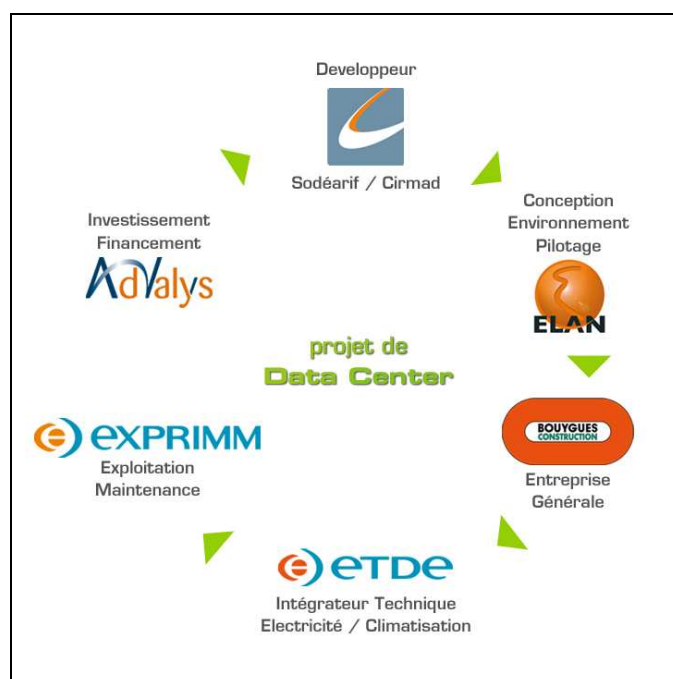 Developpeur
Sodéarif / Cirmad
Investissement
Financement
AdValys
Conception
Environnement
Pilotage
ELAN
projet de
Data Center
BOUYGUES
CONSTRUCTION
Entreprise
Générale
EXPRIMM
Exploitation
Maintenance
ETDE
Intégrateur Technique
Electricité / Climatisation